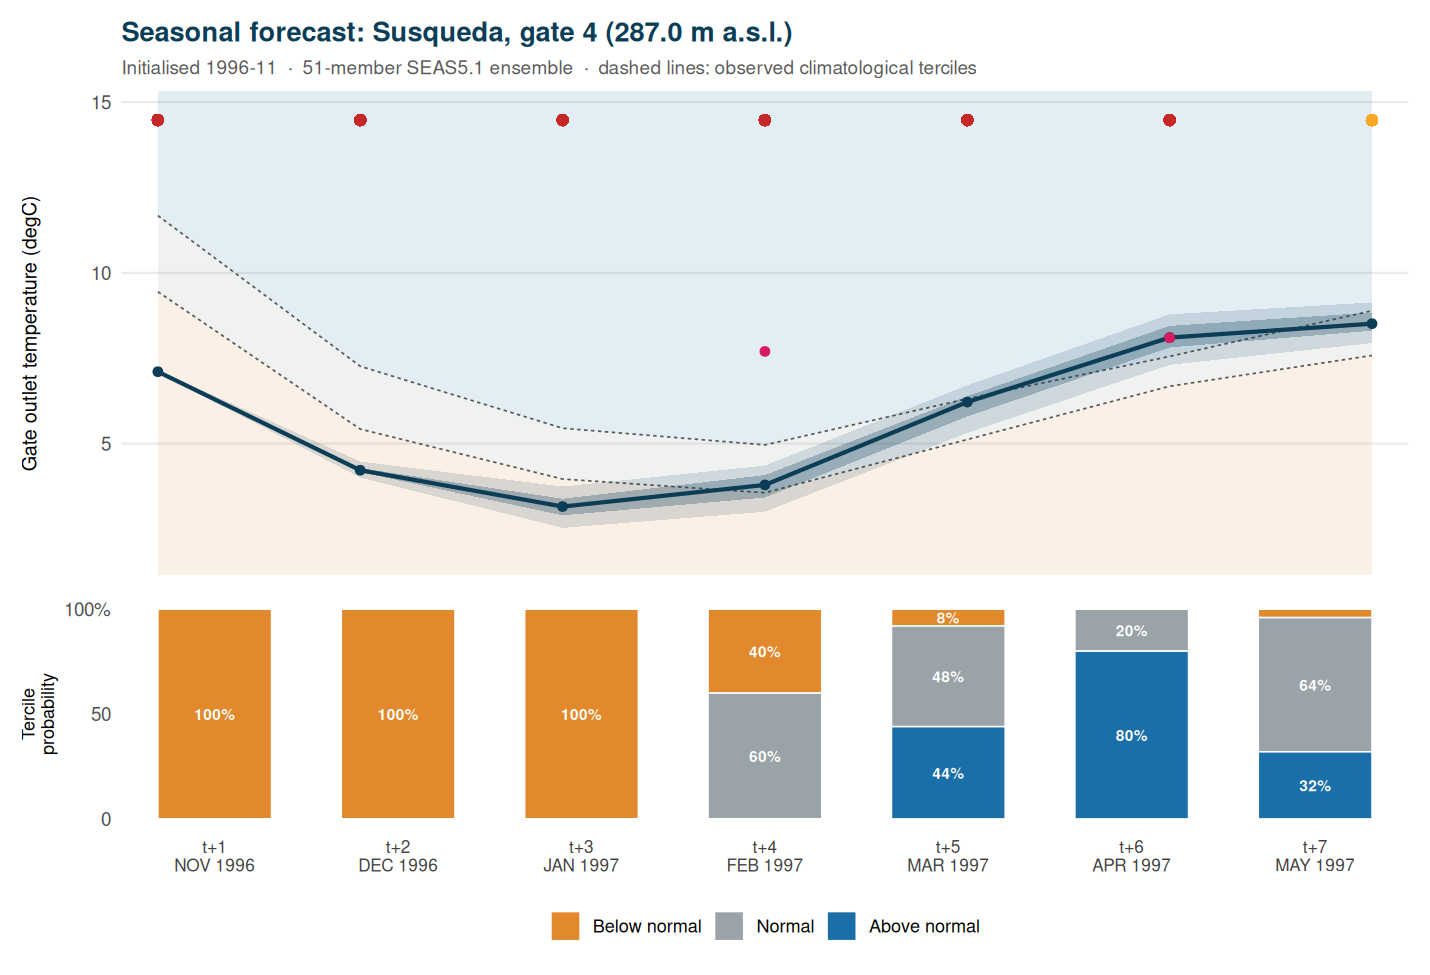 Seasonal forecast: Susqueda, gate 4 (287.0 m a.s.l.)
Initialised 1996-11 · 51-member SEAS5.1 ensemble · dashed lines: observed climatological terciles
Gate outlet temperature (degC)
15
10
5
Tercile
probability
100%
50
0
100%
100%
100%
40%
60%
8%
48%
44%
20%
80%
64%
32%
t+1
NOV 1996
t+2
DEC 1996
t+3
JAN 1997
t+4
FEB 1997
t+5
MAR 1997
t+6
APR 1997
t+7
MAY 1997
Below normal
Normal
Above normal